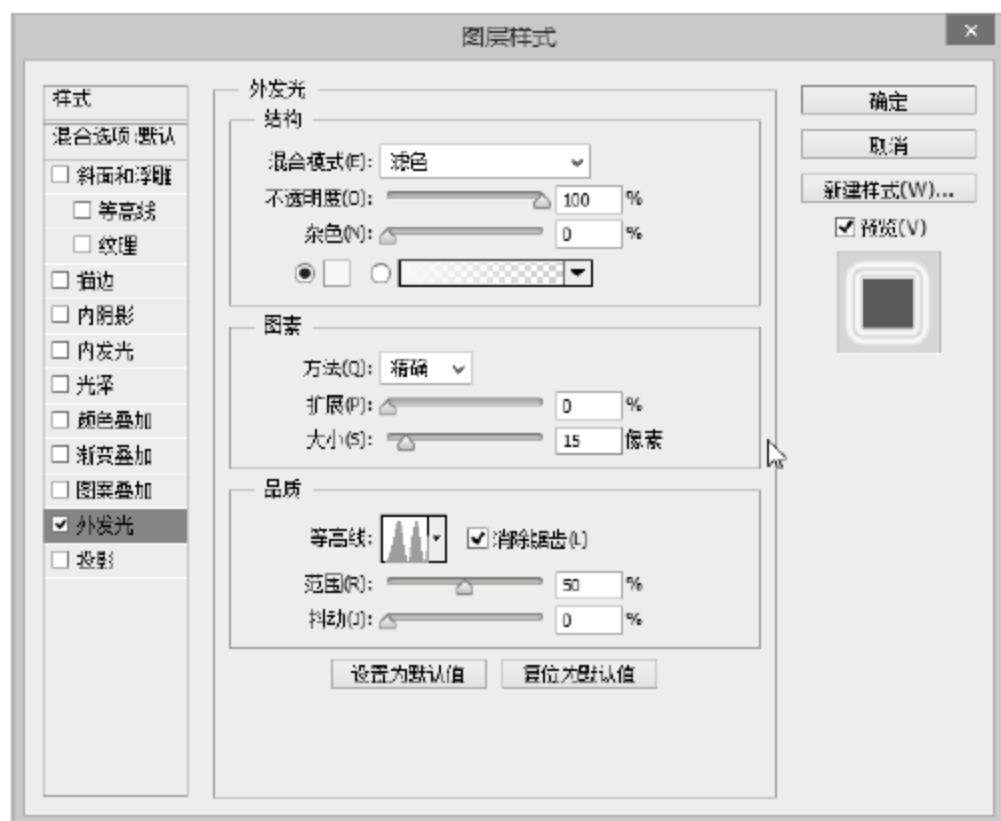 图层样式
样式
混合选项:默认
斜面和浮雕
等高线
纹理
描边
内阴影
内发光
光泽
颜色叠加
渐变叠加
图案叠加
外发光
投影
外发光
结构
混合模式(E): 滤色
不透明度(O): 100 %
杂色(N): 0 %
图素
方法(Q): 精确
扩展(P): 0 %
大小(S): 15 像素
品质
等高线: 消除锯齿(L)
范围(R): 50 %
抖动(J): 0 %
设置为默认值 复位为默认值
确定
取消
新建样式(W)...
预览(V)